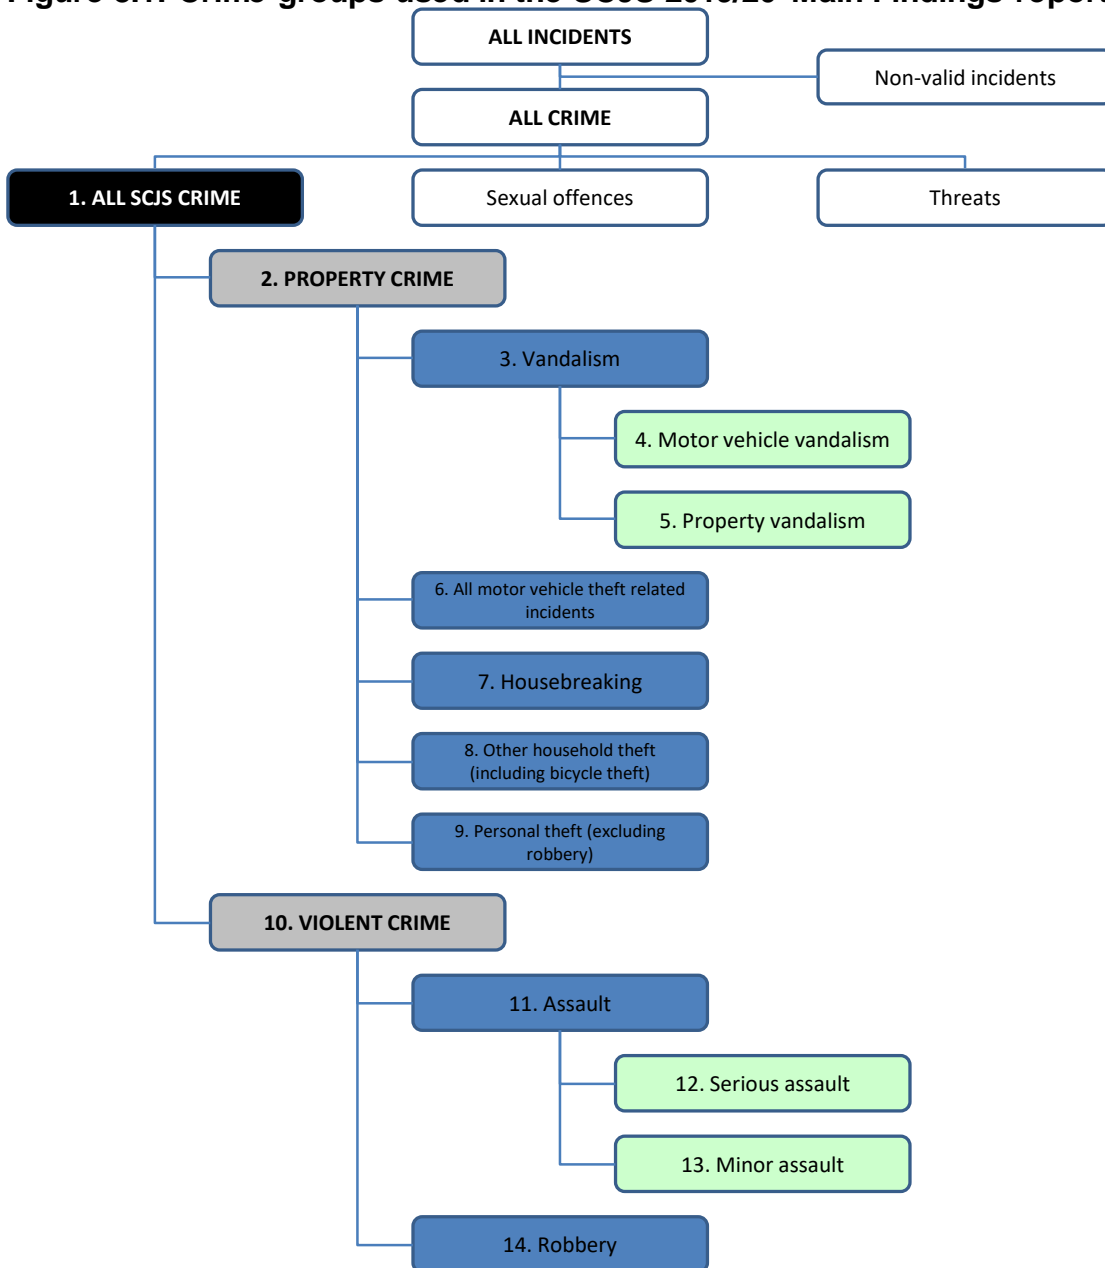 ALL INCIDENTS
Non-valid incidents
ALL CRIME
1. ALL SCJS CRIME
Sexual offences
Threats
2. PROPERTY CRIME
3. Vandalism
4. Motor vehicle vandalism
5. Property vandalism
6. All motor vehicle theft related
incidents
7. Housebreaking
8. Other household theft
(including bicycle theft)
9. Personal theft (excluding
robbery)
10. VIOLENT CRIME
11. Assault
12. Serious assault
13. Minor assault
14. Robbery